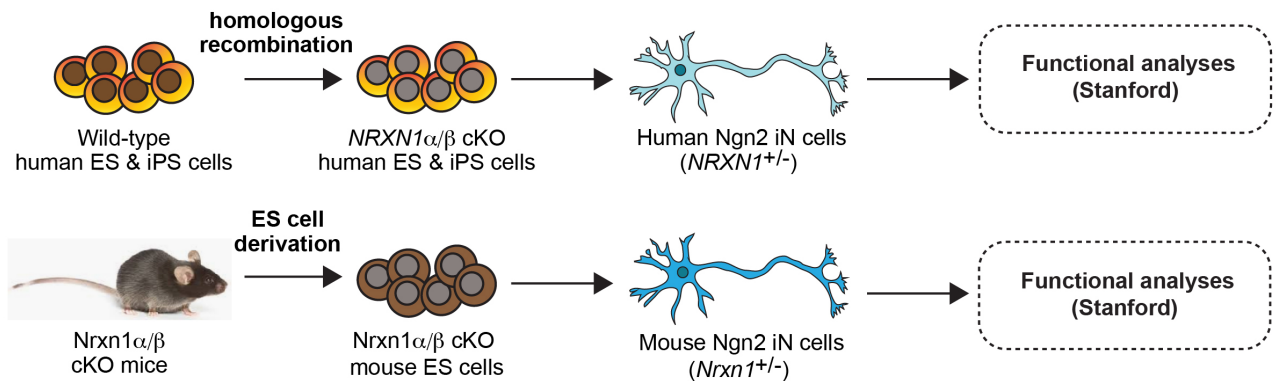 homologous
recombination
Wild-type
human ES & iPS cells
NRXN1α/β cKO
human ES & iPS cells
Human Ngn2 iN cells
(NRXN1+/-)
Functional analyses
(Stanford)
ES cell
derivation
Nrxn1α/β
cKO mice
Nrxn1α/β cKO
mouse ES cells
Mouse Ngn2 iN cells
(Nrxn1+/-)
Functional analyses
(Stanford)